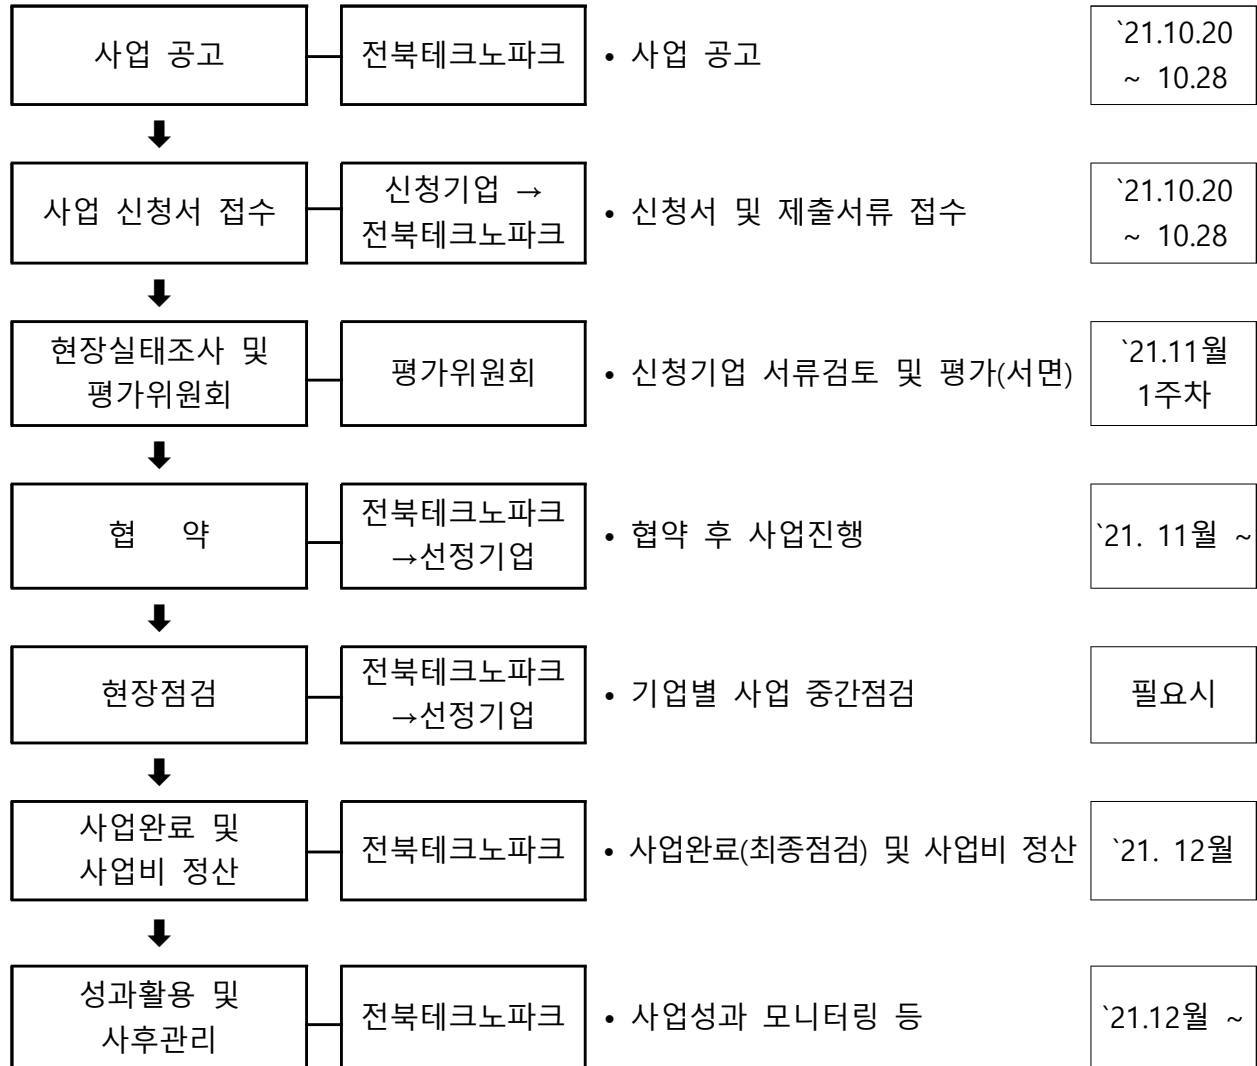 사업 공고
전북테크노파크
• 사업 공고
`21.10.20
~ 10.28
사업 신청서 접수
신청기업 →
전북테크노파크
• 신청서 및 제출서류 접수
`21.10.20
~ 10.28
현장실태조사 및
평가위원회
평가위원회
• 신청기업 서류검토 및 평가(서면)
`21.11월
1주차
협 약
전북테크노파크
→선정기업
• 협약 후 사업진행
`21. 11월 ~
현장점검
전북테크노파크
→선정기업
• 기업별 사업 중간점검
필요시
사업완료 및
사업비 정산
전북테크노파크
• 사업완료(최종점검) 및 사업비 정산
`21. 12월
성과활용 및
사후관리
전북테크노파크
• 사업성과 모니터링 등
`21.12월 ~